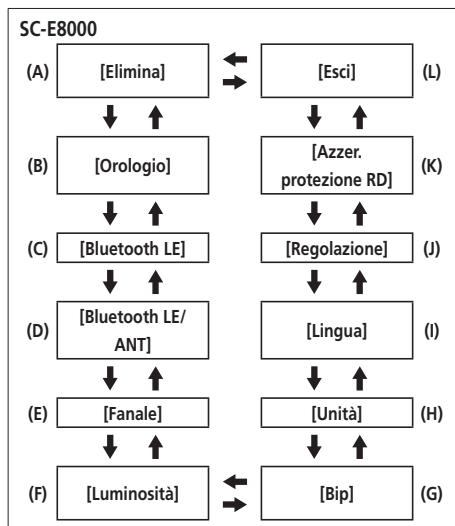 SC-E8000
(A) [Elimina] [Esci] (L)
(B) [Orologio] [Azzer. protezione RD] (K)
(C) [Bluetooth LE] [Regolazione] (J)
(D) [Bluetooth LE/ ANT] [Lingua] (I)
(E) [Fanale] [Unità] (H)
(F) [Luminosità] [Bip] (G)